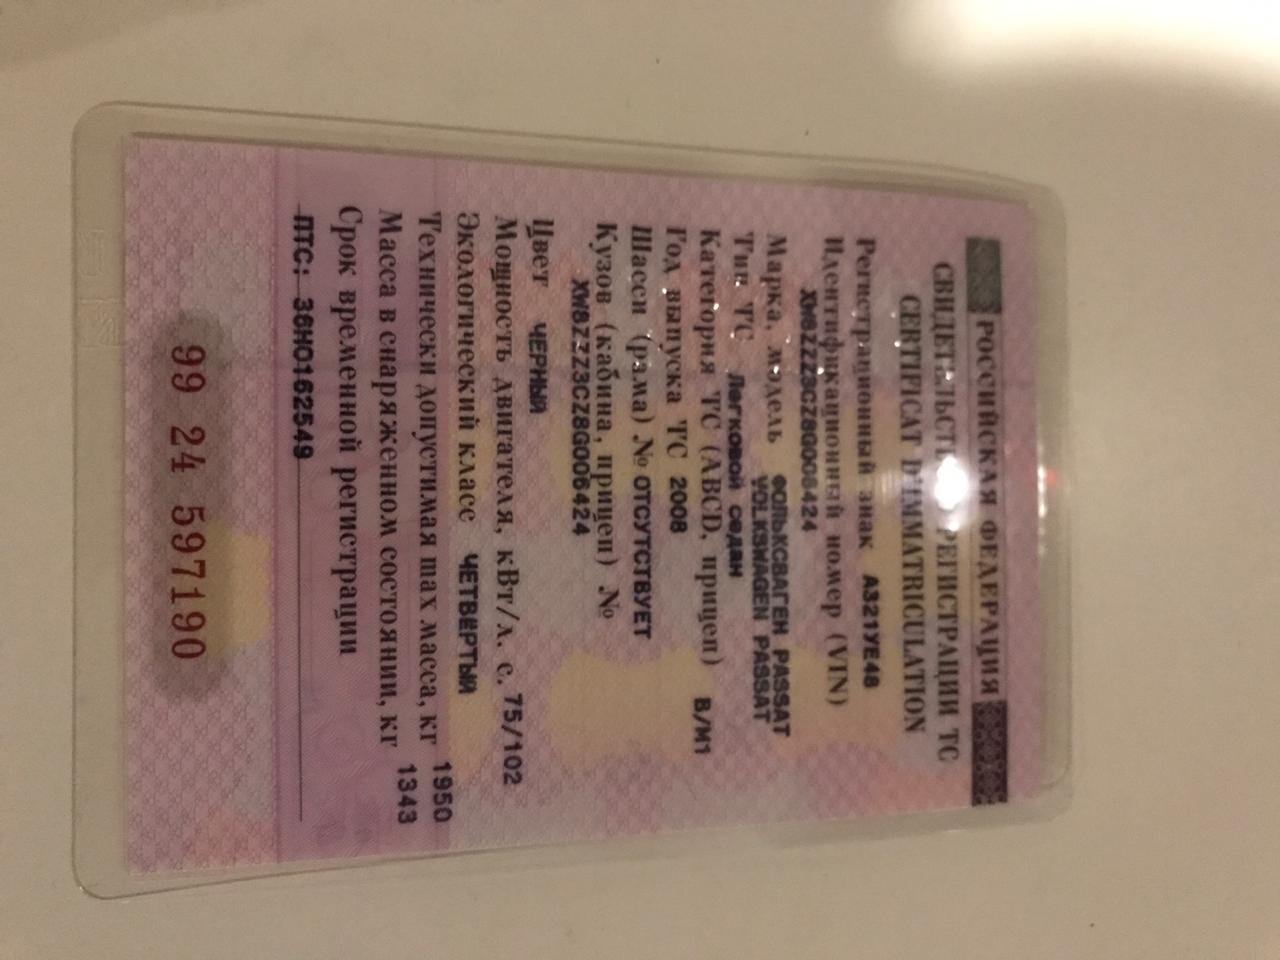 РОССИЙСКАЯ ФЕДЕРАЦИЯ
СВИДЕТЕЛЬСТВО О РЕГИСТРАЦИИ ТС
CERTIFICAT D'IMMATRICULATION
Регистрационный знак А321УЕ48
Идентификационный номер (VIN)
XW8ZZZ3CZ8G006424
Марка, модель ФОЛЬКСВАГЕН PASSAT
VOLKSWAGEN PASSAT
Тип ТС Легковой седан
Категория ТС (ABCD, прицеп) B/M1
Год выпуска ТС 2008
Шасси (рама) № ОТСУТСТВУЕТ
Кузов (кабина, прицеп) №
XW8ZZZ3CZ8G006424
Цвет ЧЕРНЫЙ
Мощность двигателя, кВт/л. с. 75/102
Экологический класс ЧЕТВЕРТЫЙ
Технически допустимая max масса, кг 1950
Масса в снаряженном состоянии, кг 1343
Срок временной регистрации
ПТС: 36НО162549
99 24 597190